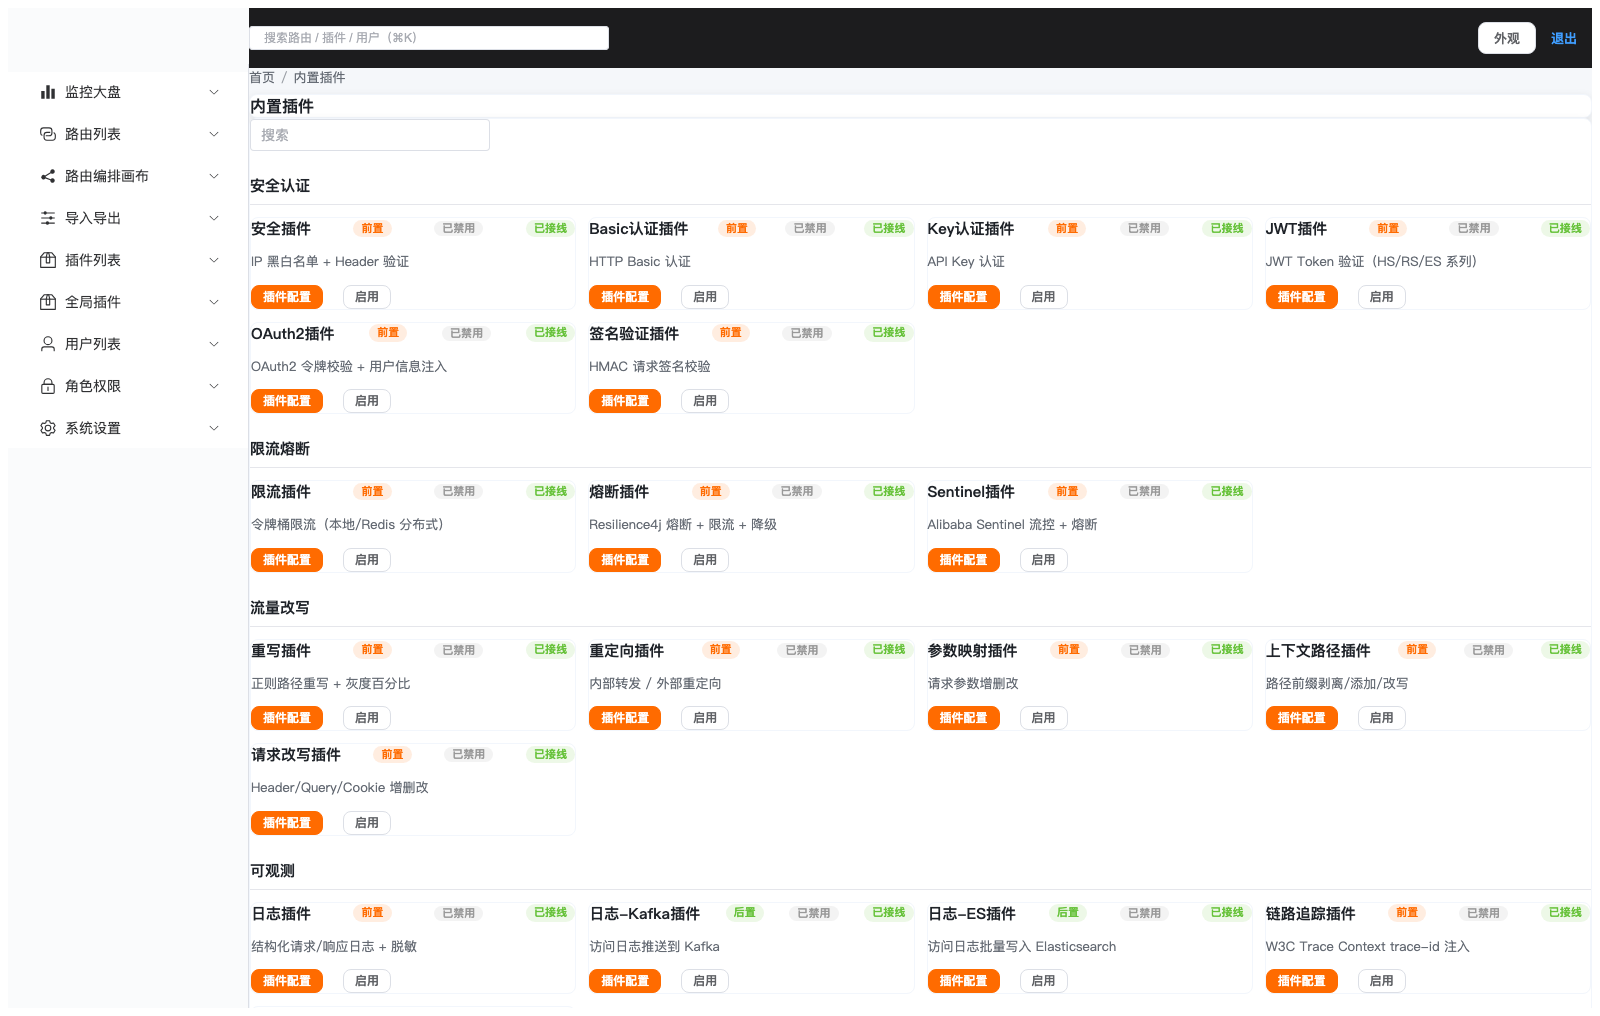 搜索路由 / 插件 / 用户（⌘K）
外观
退出
监控大盘
路由列表
路由编排画布
导入导出
插件列表
全局插件
用户列表
角色权限
系统设置
首页 / 内置插件
内置插件
搜索
安全认证
安全插件 前置 已禁用 已接线
IP 黑白名单 + Header 验证
插件配置 启用
Basic认证插件 前置 已禁用 已接线
HTTP Basic 认证
插件配置 启用
Key认证插件 前置 已禁用 已接线
API Key 认证
插件配置 启用
JWT插件 前置 已禁用 已接线
JWT Token 验证（HS/RS/ES 系列）
插件配置 启用
OAuth2插件 前置 已禁用 已接线
OAuth2 令牌校验 + 用户信息注入
插件配置 启用
签名验证插件 前置 已禁用 已接线
HMAC 请求签名校验
插件配置 启用
限流熔断
限流插件 前置 已禁用 已接线
令牌桶限流（本地/Redis 分布式）
插件配置 启用
熔断插件 前置 已禁用 已接线
Resilience4j 熔断 + 限流 + 降级
插件配置 启用
Sentinel插件 前置 已禁用 已接线
Alibaba Sentinel 流控 + 熔断
插件配置 启用
流量改写
重写插件 前置 已禁用 已接线
正则路径重写 + 灰度百分比
插件配置 启用
重定向插件 前置 已禁用 已接线
内部转发 / 外部重定向
插件配置 启用
参数映射插件 前置 已禁用 已接线
请求参数增删改
插件配置 启用
上下文路径插件 前置 已禁用 已接线
路径前缀剥离/添加/改写
插件配置 启用
请求改写插件 前置 已禁用 已接线
Header/Query/Cookie 增删改
插件配置 启用
可观测
日志插件 前置 已禁用 已接线
结构化请求/响应日志 + 脱敏
插件配置 启用
日志-Kafka插件 后置 已禁用 已接线
访问日志推送到 Kafka
插件配置 启用
日志-ES插件 后置 已禁用 已接线
访问日志批量写入 Elasticsearch
插件配置 启用
链路追踪插件 前置 已禁用 已接线
W3C Trace Context trace-id 注入
插件配置 启用